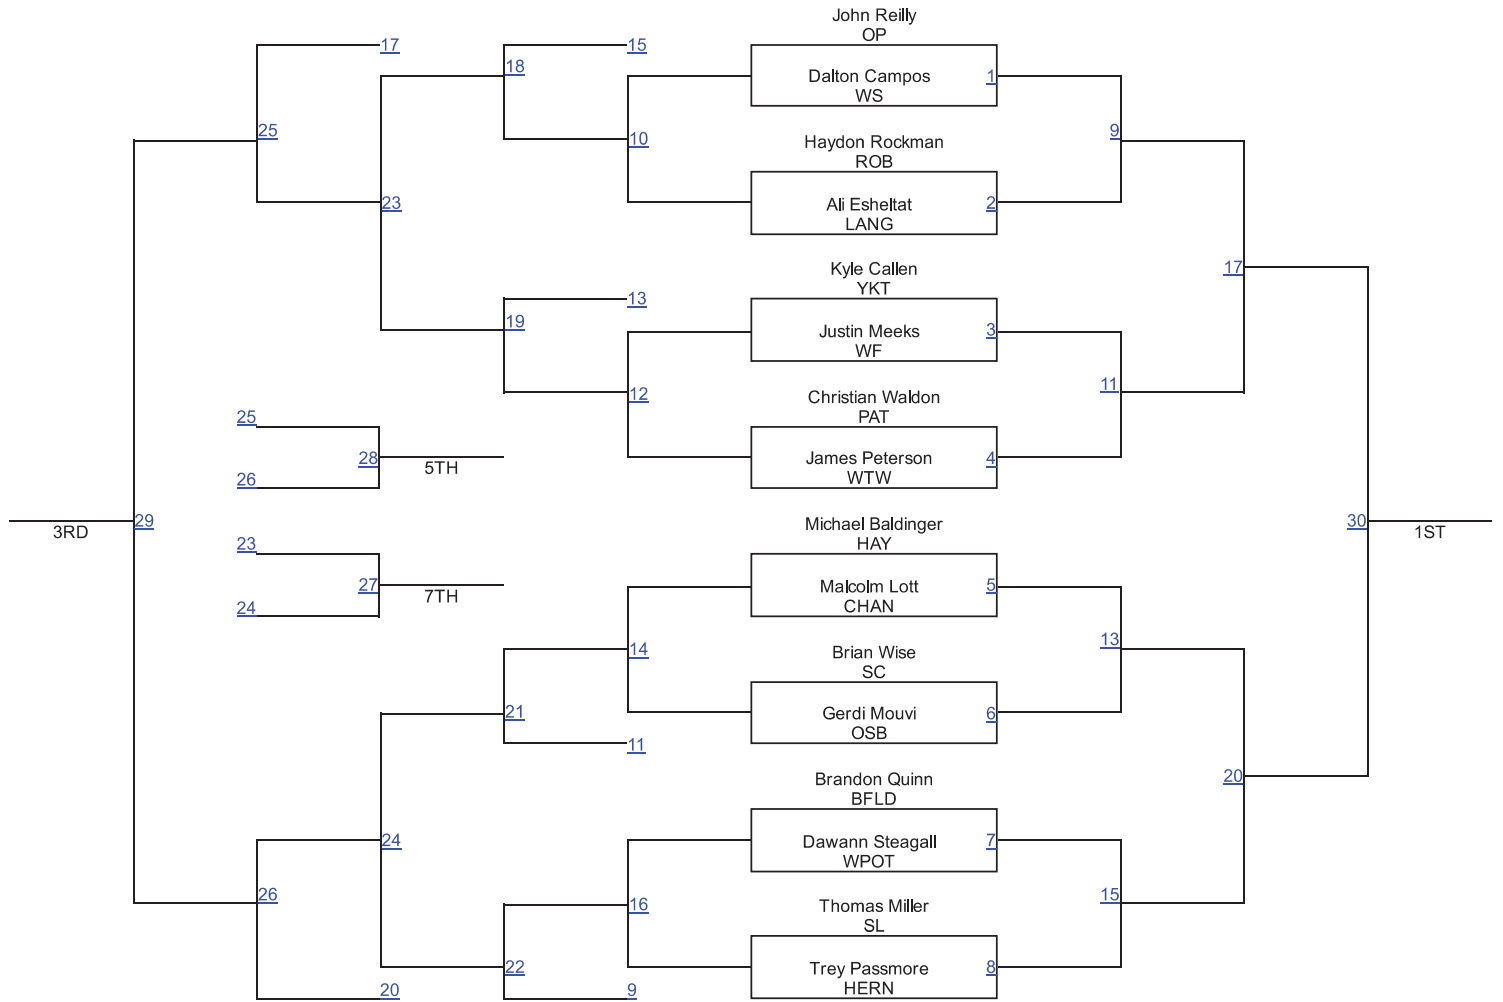 John Reilly
OP
17
15
18
Dalton Campos
1
WS
25
10
9
Haydon Rockman
ROB
23
Ali Esheltat
2
LANG
Kyle Callen
17
YKT
13
19
Justin Meeks
3
WF
12
11
Christian Waldon
25
PAT
28
5TH
James Peterson
4
26
WTW
3RD
29
Michael Baldinger
30
1ST
23
HAY
27
7TH
Malcolm Lott
5
24
CHAN
14
13
Brian Wise
SC
21
Gerdi Mouvi
6
OSB
11
Brandon Quinn
20
BFLD
24
Dawann Steagall
7
WPOT
26
16
15
Thomas Miller
SL
22
Trey Passmore
8
20
9
HERN